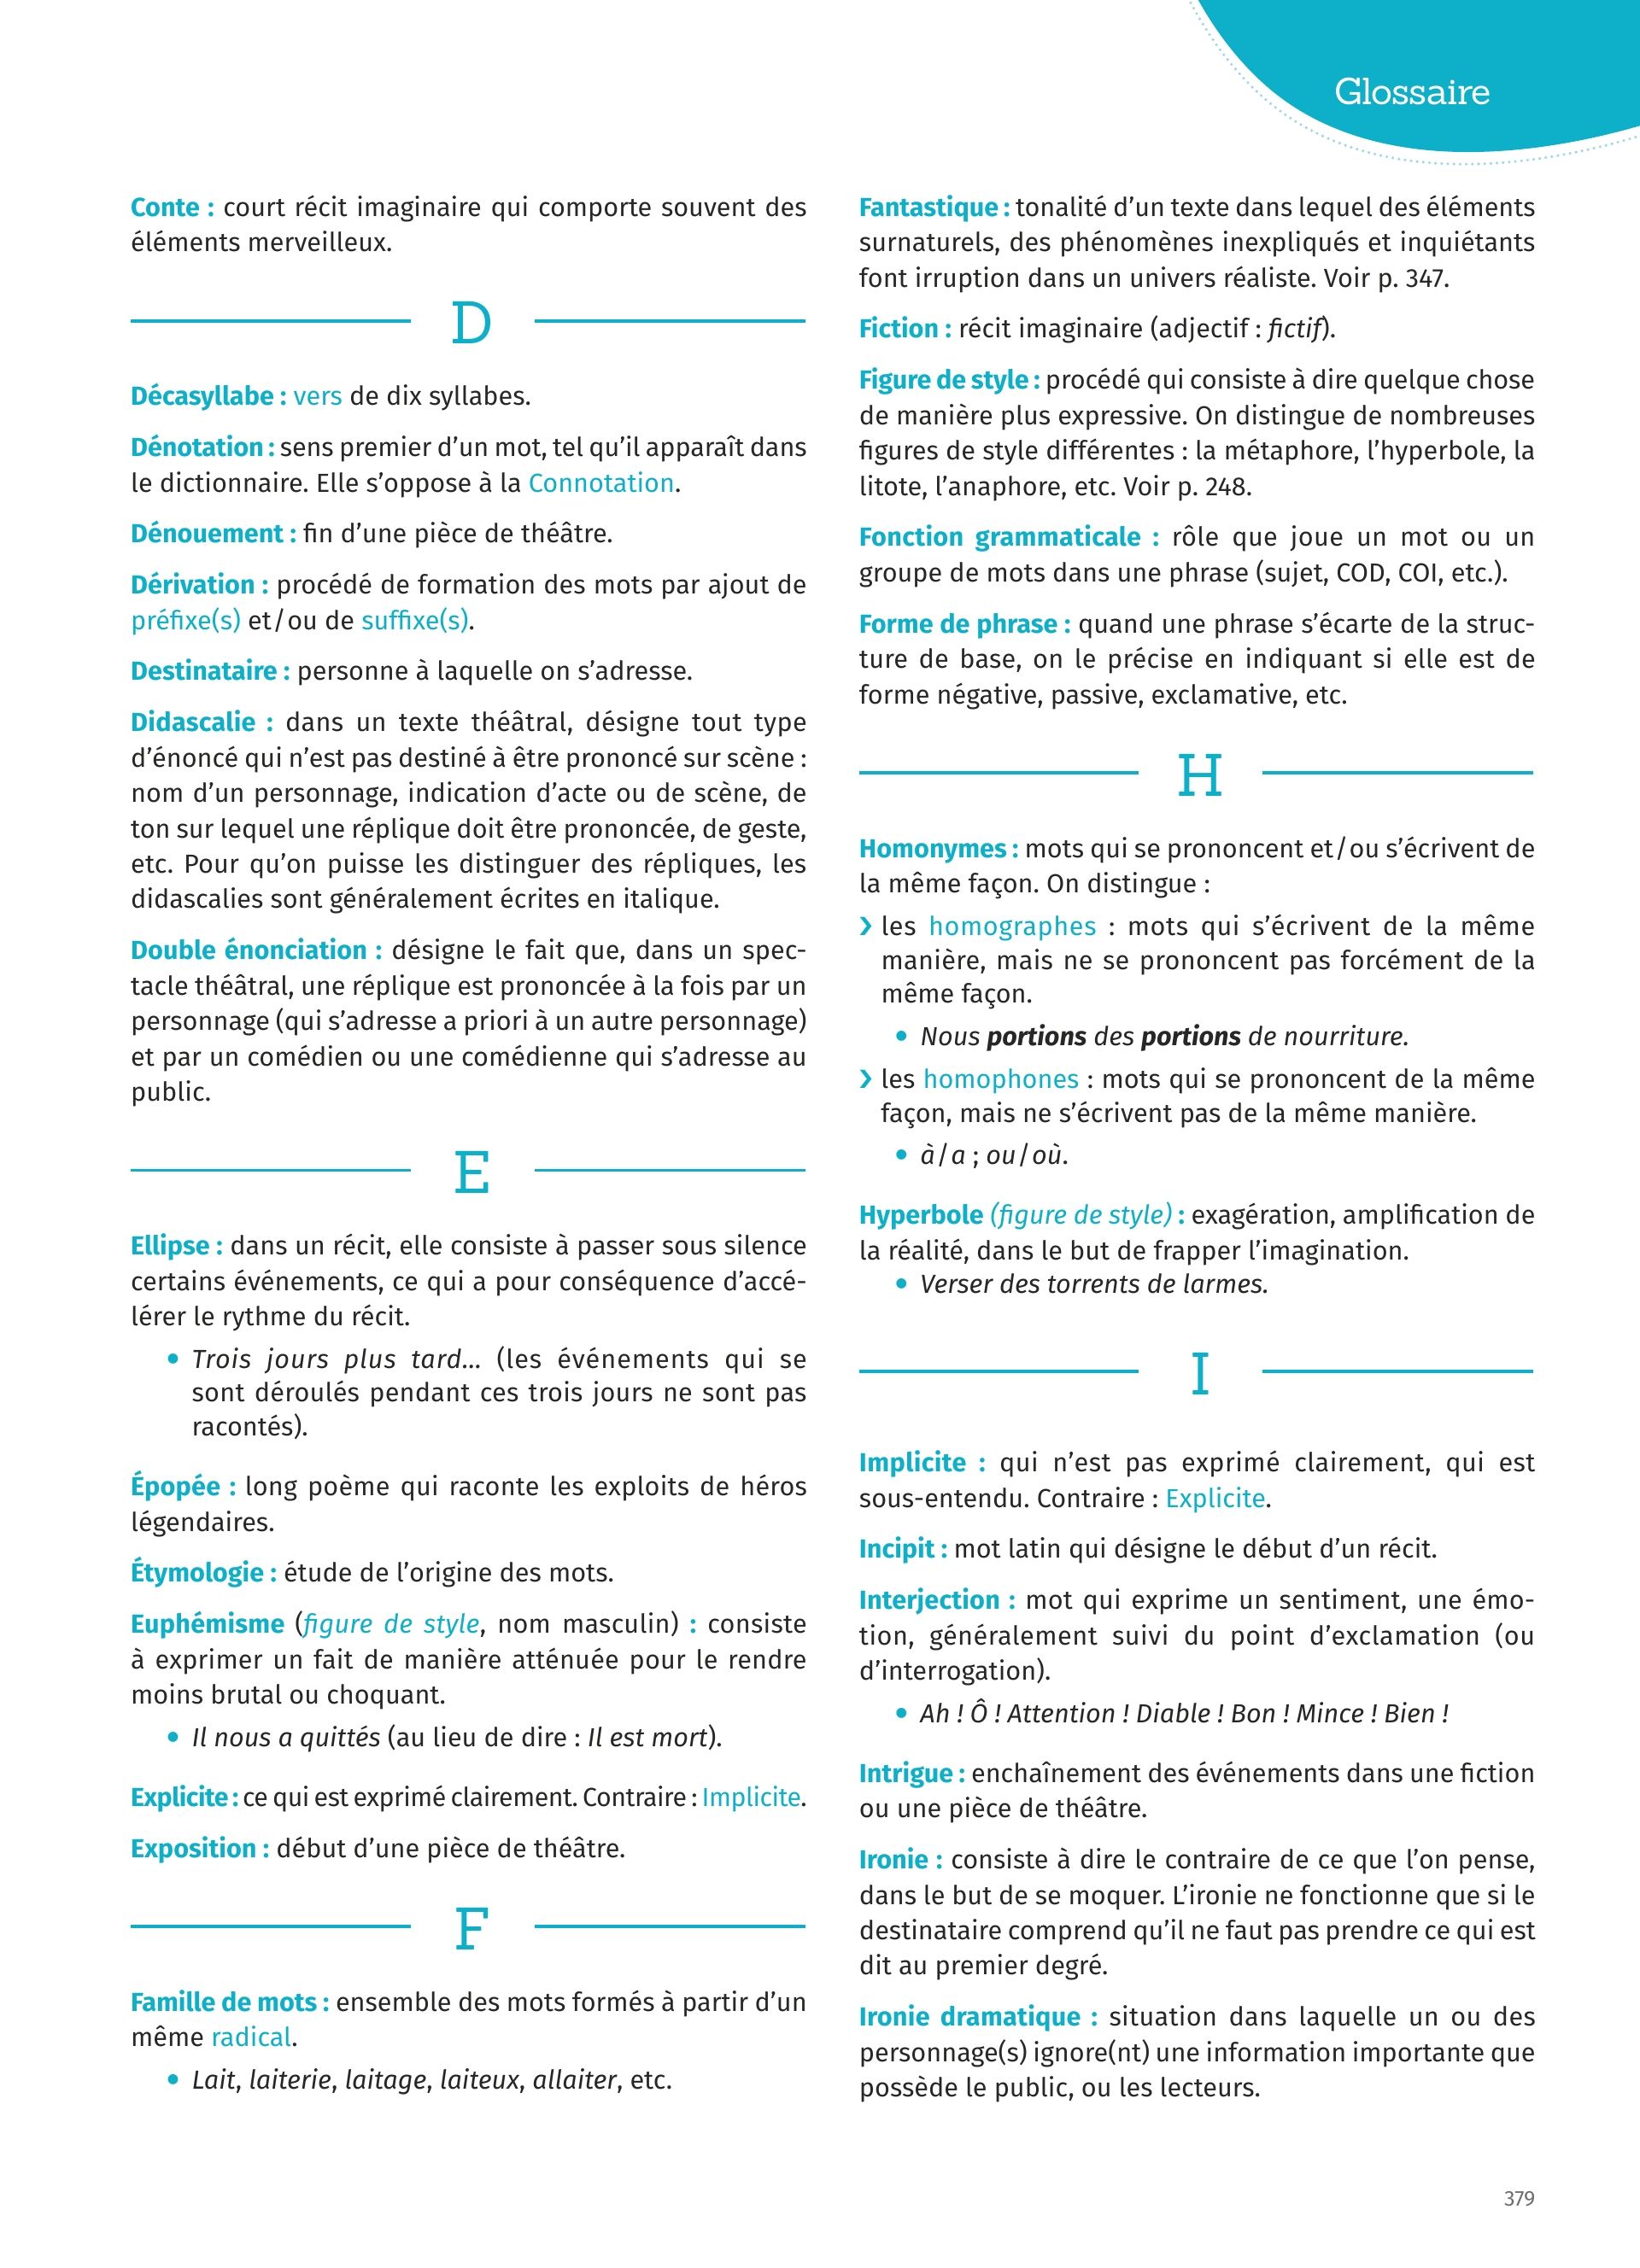 Glossaire
Conte : court récit imaginaire qui comporte souvent des
éléments merveilleux.
D
Décasyllabe : vers de dix syllabes.
Dénotation : sens premier d’un mot, tel qu’il apparaît dans
le dictionnaire. Elle s’oppose à la Connotation.
Dénouement : fin d’une pièce de théâtre.
Dérivation : procédé de formation des mots par ajout de
préfixe(s) et/ou de suffixe(s).
Destinataire : personne à laquelle on s’adresse.
Didascalie : dans un texte théâtral, désigne tout type
d’énoncé qui n’est pas destiné à être prononcé sur scène :
nom d’un personnage, indication d’acte ou de scène, de
ton sur lequel une réplique doit être prononcée, de geste,
etc. Pour qu’on puisse les distinguer des répliques, les
didascalies sont généralement écrites en italique.
Double énonciation : désigne le fait que, dans un spec-
tacle théâtral, une réplique est prononcée à la fois par un
personnage (qui s’adresse a priori à un autre personnage)
et par un comédien ou une comédienne qui s’adresse au
public.
E
Ellipse : dans un récit, elle consiste à passer sous silence
certains événements, ce qui a pour conséquence d’accé-
lérer le rythme du récit.
• Trois jours plus tard… (les événements qui se
sont déroulés pendant ces trois jours ne sont pas
racontés).
Épopée : long poème qui raconte les exploits de héros
légendaires.
Étymologie : étude de l’origine des mots.
Euphémisme (figure de style, nom masculin) : consiste
à exprimer un fait de manière atténuée pour le rendre
moins brutal ou choquant.
• Il nous a quittés (au lieu de dire : Il est mort).
Explicite : ce qui est exprimé clairement. Contraire : Implicite.
Exposition : début d’une pièce de théâtre.
F
Famille de mots : ensemble des mots formés à partir d’un
même radical.
• Lait, laiterie, laitage, laiteux, allaiter, etc.
Fantastique : tonalité d’un texte dans lequel des éléments
surnaturels, des phénomènes inexpliqués et inquiétants
font irruption dans un univers réaliste. Voir p. 347.
Fiction : récit imaginaire (adjectif : fictif).
Figure de style : procédé qui consiste à dire quelque chose
de manière plus expressive. On distingue de nombreuses
figures de style différentes : la métaphore, l’hyperbole, la
litote, l’anaphore, etc. Voir p. 248.
Fonction grammaticale : rôle que joue un mot ou un
groupe de mots dans une phrase (sujet, COD, COI, etc.).
Forme de phrase : quand une phrase s’écarte de la struc-
ture de base, on le précise en indiquant si elle est de
forme négative, passive, exclamative, etc.
H
Homonymes : mots qui se prononcent et/ou s’écrivent de
la même façon. On distingue :
› les homographes : mots qui s’écrivent de la même
manière, mais ne se prononcent pas forcément de la
même façon.
• Nous portions des portions de nourriture.
› les homophones : mots qui se prononcent de la même
façon, mais ne s’écrivent pas de la même manière.
• à/a ; ou/où.
Hyperbole (figure de style) : exagération, amplification de
la réalité, dans le but de frapper l’imagination.
• Verser des torrents de larmes.
I
Implicite : qui n’est pas exprimé clairement, qui est
sous-entendu. Contraire : Explicite.
Incipit : mot latin qui désigne le début d’un récit.
Interjection : mot qui exprime un sentiment, une émo-
tion, généralement suivi du point d’exclamation (ou
d’interrogation).
• Ah ! Ô ! Attention ! Diable ! Bon ! Mince ! Bien !
Intrigue : enchaînement des événements dans une fiction
ou une pièce de théâtre.
Ironie : consiste à dire le contraire de ce que l’on pense,
dans le but de se moquer. L’ironie ne fonctionne que si le
destinataire comprend qu’il ne faut pas prendre ce qui est
dit au premier degré.
Ironie dramatique : situation dans laquelle un ou des
personnage(s) ignore(nt) une information importante que
possède le public, ou les lecteurs.
379